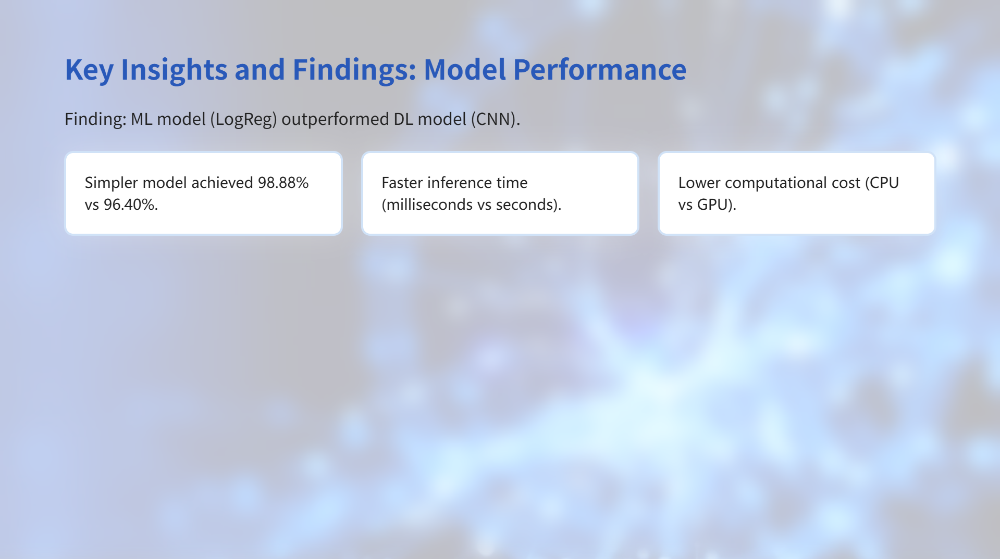 Key Insights and Findings: Model Performance
Finding: ML model (LogReg) outperformed DL model (CNN).
Simpler model achieved 98.88%
vs 96.40%.
Faster inference time
(milliseconds vs seconds).
Lower computational cost (CPU
vs GPU).